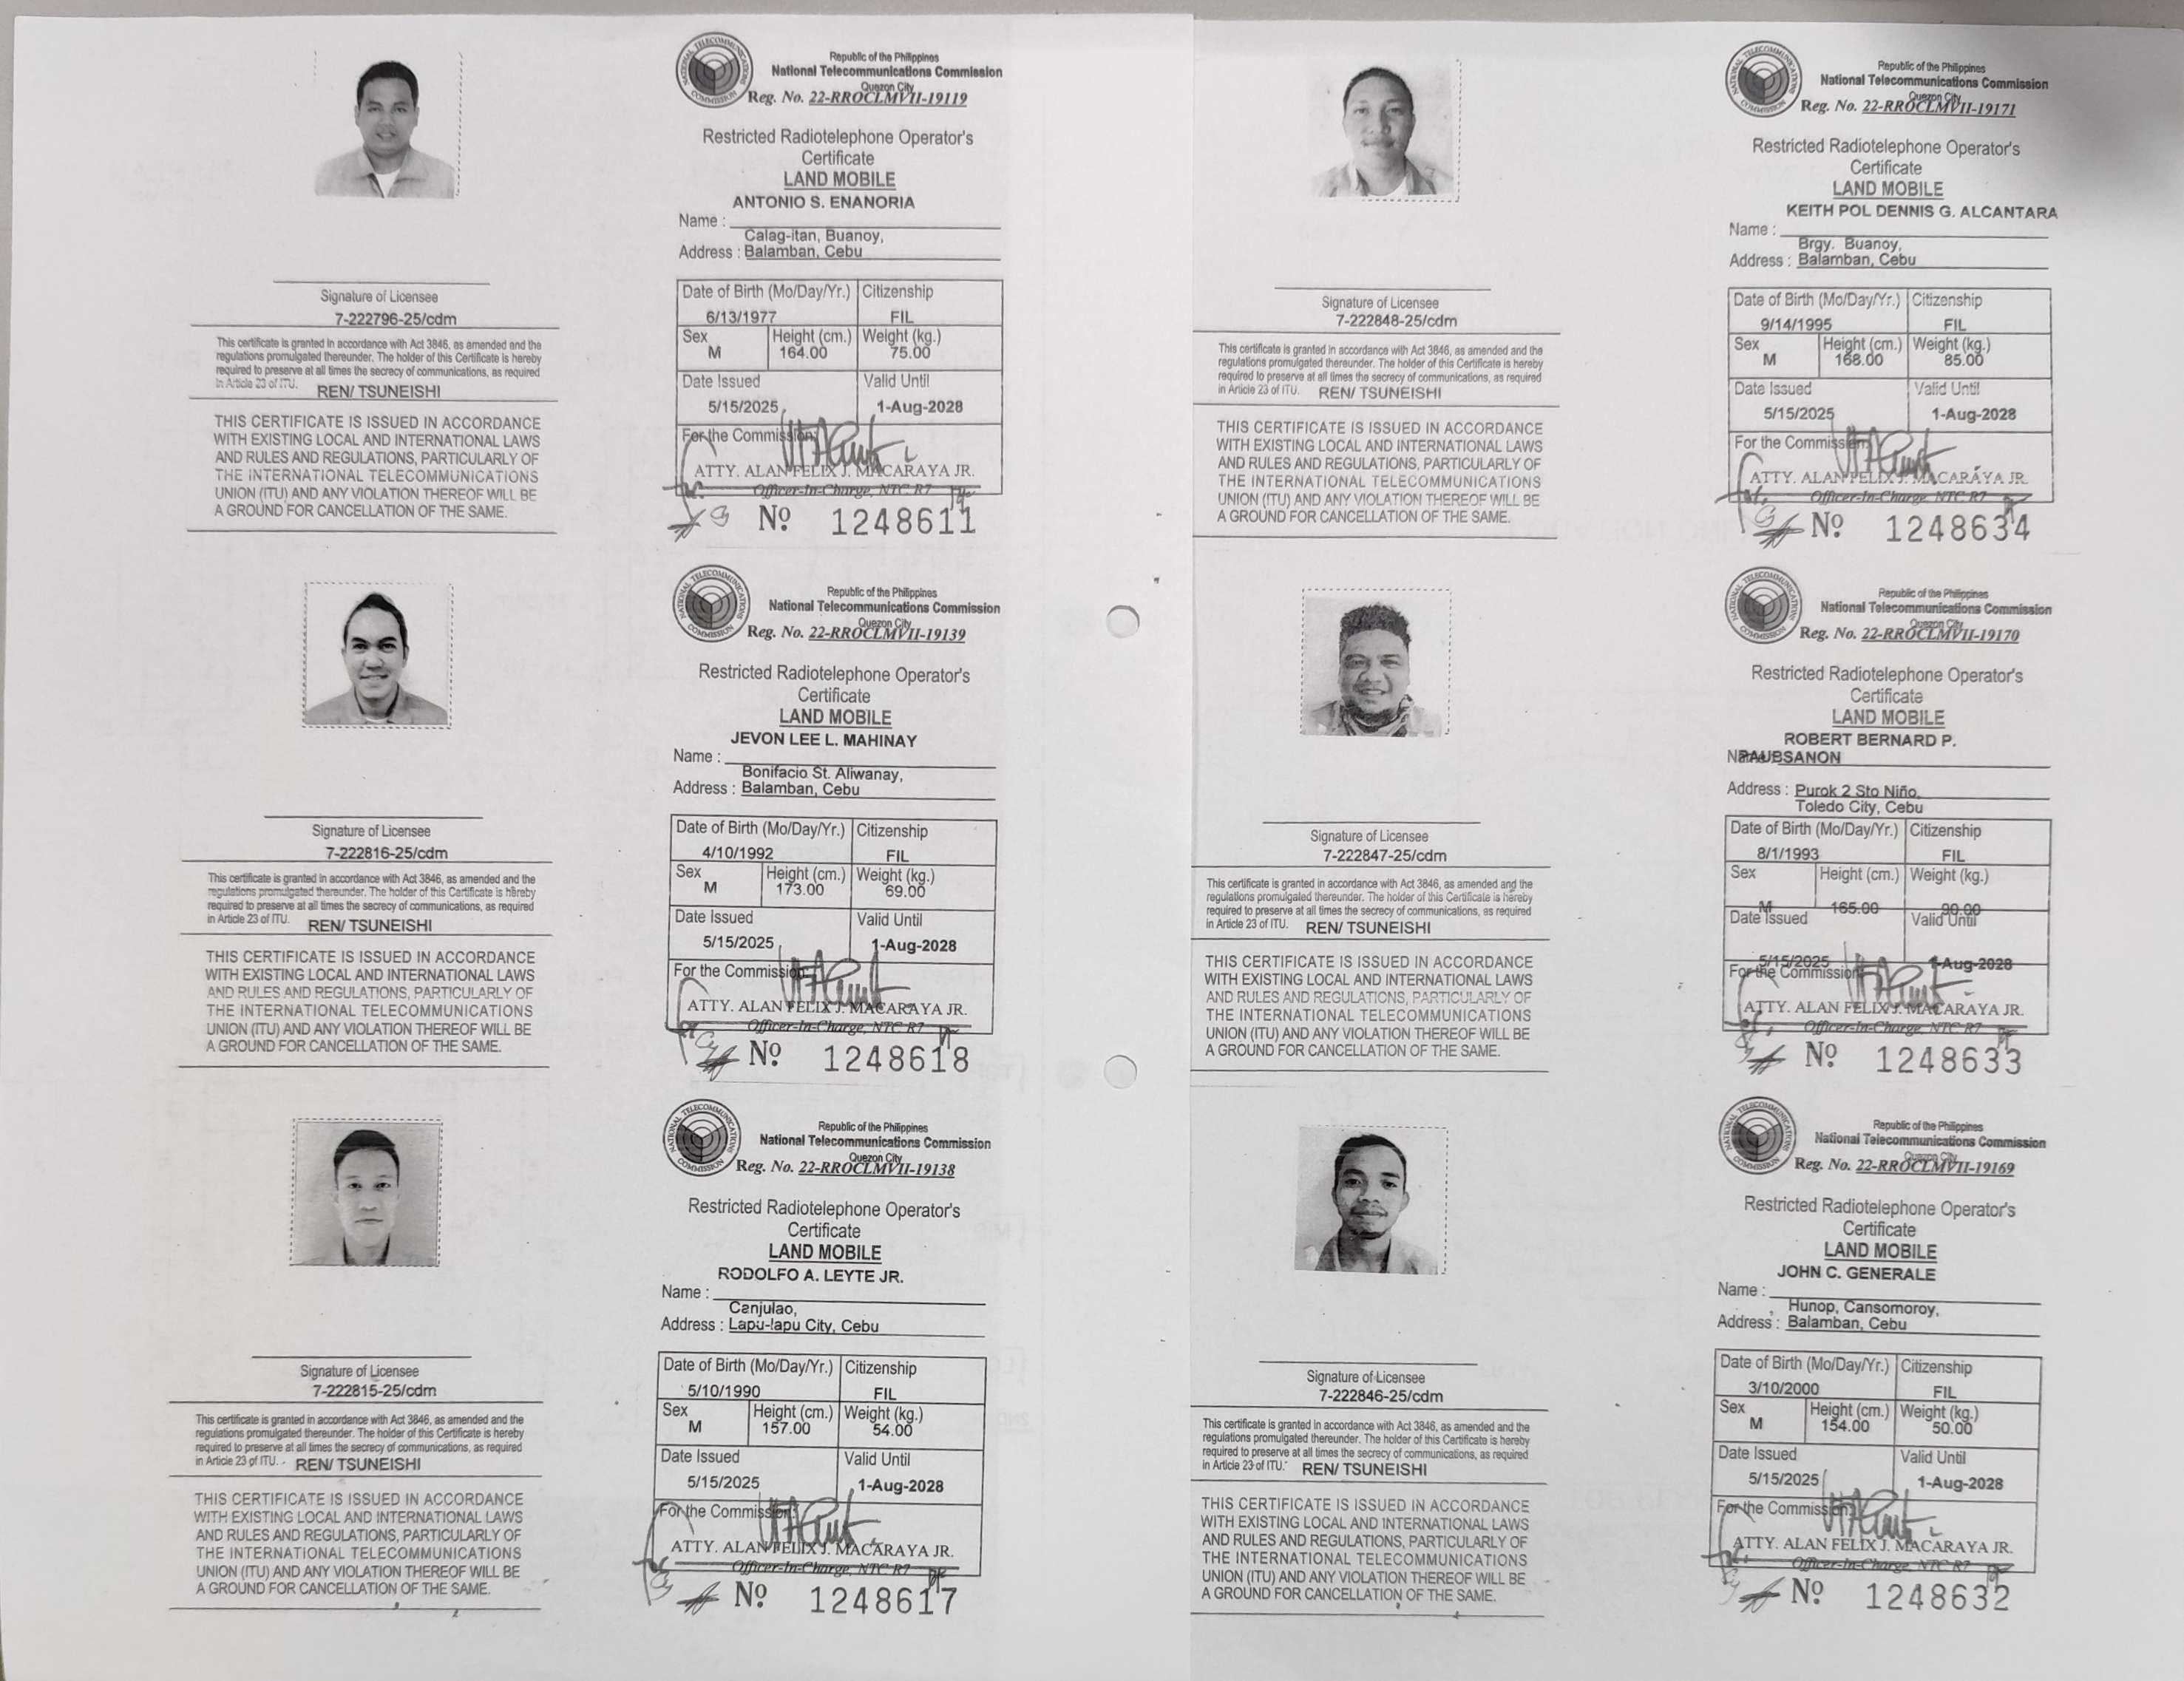 NATIONAL TELECOMMUNICATIONS COMMISSION
Republic of the Philippines
National Telecommunications Commission
Quezon City
Reg. No. 22-RROCLMVII-19119
Restricted Radiotelephone Operator's
Certificate
LAND MOBILE
ANTONIO S. ENANORIA
Name :
Calag-itan, Buanoy,
Address : Balamban, Cebu
Signature of Licensee
7-222796-25/cdm
This certificate is granted in accordance with Act 3846, as amended and the
regulations promulgated thereunder. The holder of this Certificate is hereby
required to preserve at all times the secrecy of communications, as required
in Article 23 of ITU. REN/ TSUNEISHI
THIS CERTIFICATE IS ISSUED IN ACCORDANCE
WITH EXISTING LOCAL AND INTERNATIONAL LAWS
AND RULES AND REGULATIONS, PARTICULARLY OF
THE INTERNATIONAL TELECOMMUNICATIONS
UNION (ITU) AND ANY VIOLATION THEREOF WILL BE
A GROUND FOR CANCELLATION OF THE SAME.
Date of Birth (Mo/Day/Yr.) Citizenship
6/13/1977 FIL
Sex Height (cm.) Weight (kg.)
M 164.00 75.00
Date Issued Valid Until
5/15/2025 1-Aug-2028
For the Commission:
ATTY. ALAN FELIX J. MACARAYA JR.
Officer-In-Charge, NTC R7
Nº 1248611
NATIONAL TELECOMMUNICATIONS COMMISSION
Republic of the Philippines
National Telecommunications Commission
Quezon City
Reg. No. 22-RROCLMVII-19139
Restricted Radiotelephone Operator's
Certificate
LAND MOBILE
JEVON LEE L. MAHINAY
Name :
Bonifacio St. Aliwanay,
Address : Balamban, Cebu
Signature of Licensee
7-222816-25/cdm
This certificate is granted in accordance with Act 3846, as amended and the
regulations promulgated thereunder. The holder of this Certificate is hereby
required to preserve at all times the secrecy of communications, as required
in Article 23 of ITU. REN/ TSUNEISHI
THIS CERTIFICATE IS ISSUED IN ACCORDANCE
WITH EXISTING LOCAL AND INTERNATIONAL LAWS
AND RULES AND REGULATIONS, PARTICULARLY OF
THE INTERNATIONAL TELECOMMUNICATIONS
UNION (ITU) AND ANY VIOLATION THEREOF WILL BE
A GROUND FOR CANCELLATION OF THE SAME.
Date of Birth (Mo/Day/Yr.) Citizenship
4/10/1992 FIL
Sex Height (cm.) Weight (kg.)
M 173.00 69.00
Date Issued Valid Until
5/15/2025 1-Aug-2028
For the Commission:
ATTY. ALAN FELIX J. MACARAYA JR.
Officer-In-Charge, NTC R7
Nº 1248618
NATIONAL TELECOMMUNICATIONS COMMISSION
Republic of the Philippines
National Telecommunications Commission
Quezon City
Reg. No. 22-RROCLMVII-19138
Restricted Radiotelephone Operator's
Certificate
LAND MOBILE
RODOLFO A. LEYTE JR.
Name :
Canjulao,
Address : Lapu-lapu City, Cebu
Signature of Licensee
7-222815-25/cdm
This certificate is granted in accordance with Act 3846, as amended and the
regulations promulgated thereunder. The holder of this Certificate is hereby
required to preserve at all times the secrecy of communications, as required
in Article 23 of ITU. REN/ TSUNEISHI
THIS CERTIFICATE IS ISSUED IN ACCORDANCE
WITH EXISTING LOCAL AND INTERNATIONAL LAWS
AND RULES AND REGULATIONS, PARTICULARLY OF
THE INTERNATIONAL TELECOMMUNICATIONS
UNION (ITU) AND ANY VIOLATION THEREOF WILL BE
A GROUND FOR CANCELLATION OF THE SAME.
Date of Birth (Mo/Day/Yr.) Citizenship
5/10/1990 FIL
Sex Height (cm.) Weight (kg.)
M 157.00 54.00
Date Issued Valid Until
5/15/2025 1-Aug-2028
For the Commission:
ATTY. ALAN FELIX J. MACARAYA JR.
Officer-In-Charge, NTC R7
Nº 1248617
NATIONAL TELECOMMUNICATIONS COMMISSION
Republic of the Philippines
National Telecommunications Commission
Quezon City
Reg. No. 22-RROCLMVII-19171
Restricted Radiotelephone Operator's
Certificate
LAND MOBILE
KEITH POL DENNIS G. ALCANTARA
Name :
Brgy. Buanoy,
Address : Balamban, Cebu
Signature of Licensee
7-222848-25/cdm
This certificate is granted in accordance with Act 3846, as amended and the
regulations promulgated thereunder. The holder of this Certificate is hereby
required to preserve at all times the secrecy of communications, as required
in Article 23 of ITU. REN/ TSUNEISHI
THIS CERTIFICATE IS ISSUED IN ACCORDANCE
WITH EXISTING LOCAL AND INTERNATIONAL LAWS
AND RULES AND REGULATIONS, PARTICULARLY OF
THE INTERNATIONAL TELECOMMUNICATIONS
UNION (ITU) AND ANY VIOLATION THEREOF WILL BE
A GROUND FOR CANCELLATION OF THE SAME.
Date of Birth (Mo/Day/Yr.) Citizenship
9/14/1995 FIL
Sex Height (cm.) Weight (kg.)
M 168.00 85.00
Date Issued Valid Until
5/15/2025 1-Aug-2028
For the Commission:
ATTY. ALAN FELIX J. MACARAYA JR.
Officer-In-Charge, NTC R7
Nº 1248634
NATIONAL TELECOMMUNICATIONS COMMISSION
Republic of the Philippines
National Telecommunications Commission
Quezon City
Reg. No. 22-RROCLMVII-19170
Restricted Radiotelephone Operator's
Certificate
LAND MOBILE
ROBERT BERNARD P.
Name : PAUBSANON
Address : Purok 2 Sto Niño,
Toledo City, Cebu
Signature of Licensee
7-222847-25/cdm
This certificate is granted in accordance with Act 3846, as amended and the
regulations promulgated thereunder. The holder of this Certificate is hereby
required to preserve at all times the secrecy of communications, as required
in Article 23 of ITU. REN/ TSUNEISHI
THIS CERTIFICATE IS ISSUED IN ACCORDANCE
WITH EXISTING LOCAL AND INTERNATIONAL LAWS
AND RULES AND REGULATIONS, PARTICULARLY OF
THE INTERNATIONAL TELECOMMUNICATIONS
UNION (ITU) AND ANY VIOLATION THEREOF WILL BE
A GROUND FOR CANCELLATION OF THE SAME.
Date of Birth (Mo/Day/Yr.) Citizenship
8/1/1993 FIL
Sex Height (cm.) Weight (kg.)
M 165.00 90.00
Date Issued Valid Until
5/15/2025 1-Aug-2028
For the Commission:
ATTY. ALAN FELIX J. MACARAYA JR.
Officer-In-Charge, NTC R7
Nº 1248633
NATIONAL TELECOMMUNICATIONS COMMISSION
Republic of the Philippines
National Telecommunications Commission
Quezon City
Reg. No. 22-RROCLMVII-19169
Restricted Radiotelephone Operator's
Certificate
LAND MOBILE
JOHN C. GENERALE
Name :
Hunop, Cansomoroy,
Address : Balamban, Cebu
Signature of Licensee
7-222846-25/cdm
This certificate is granted in accordance with Act 3846, as amended and the
regulations promulgated thereunder. The holder of this Certificate is hereby
required to preserve at all times the secrecy of communications, as required
in Article 23 of ITU. REN/ TSUNEISHI
THIS CERTIFICATE IS ISSUED IN ACCORDANCE
WITH EXISTING LOCAL AND INTERNATIONAL LAWS
AND RULES AND REGULATIONS, PARTICULARLY OF
THE INTERNATIONAL TELECOMMUNICATIONS
UNION (ITU) AND ANY VIOLATION THEREOF WILL BE
A GROUND FOR CANCELLATION OF THE SAME.
Date of Birth (Mo/Day/Yr.) Citizenship
3/10/2000 FIL
Sex Height (cm.) Weight (kg.)
M 154.00 50.00
Date Issued Valid Until
5/15/2025 1-Aug-2028
For the Commission:
ATTY. ALAN FELIX J. MACARAYA JR.
Officer-In-Charge, NTC R7
Nº 1248632